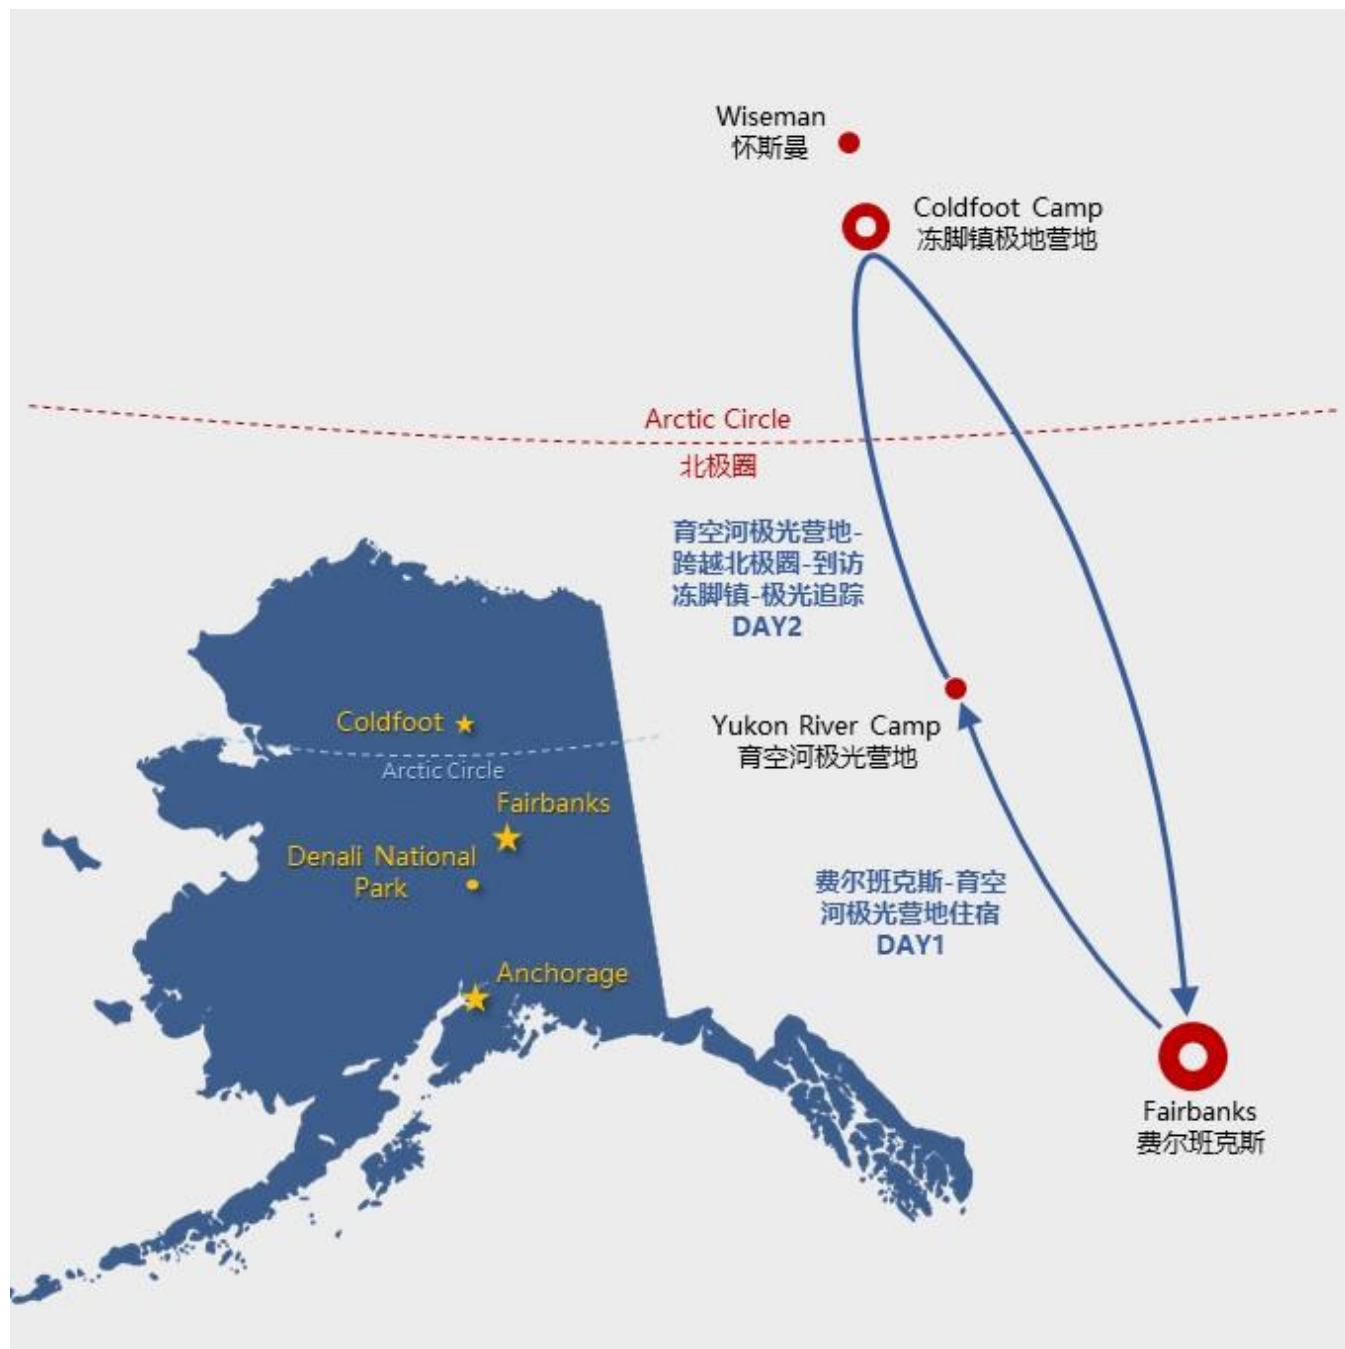 Wiseman
怀斯曼
Coldfoot Camp
冻脚镇极地营地
Arctic Circle
北极圈
育空河极光营地-
跨越北极圈-到访
冻脚镇-极光追踪
DAY2
Yukon River Camp
育空河极光营地
费尔班克斯-育空
河极光营地住宿
DAY1
Fairbanks
费尔班克斯
Coldfoot
Arctic Circle
Fairbanks
Denali National
Park
Anchorage